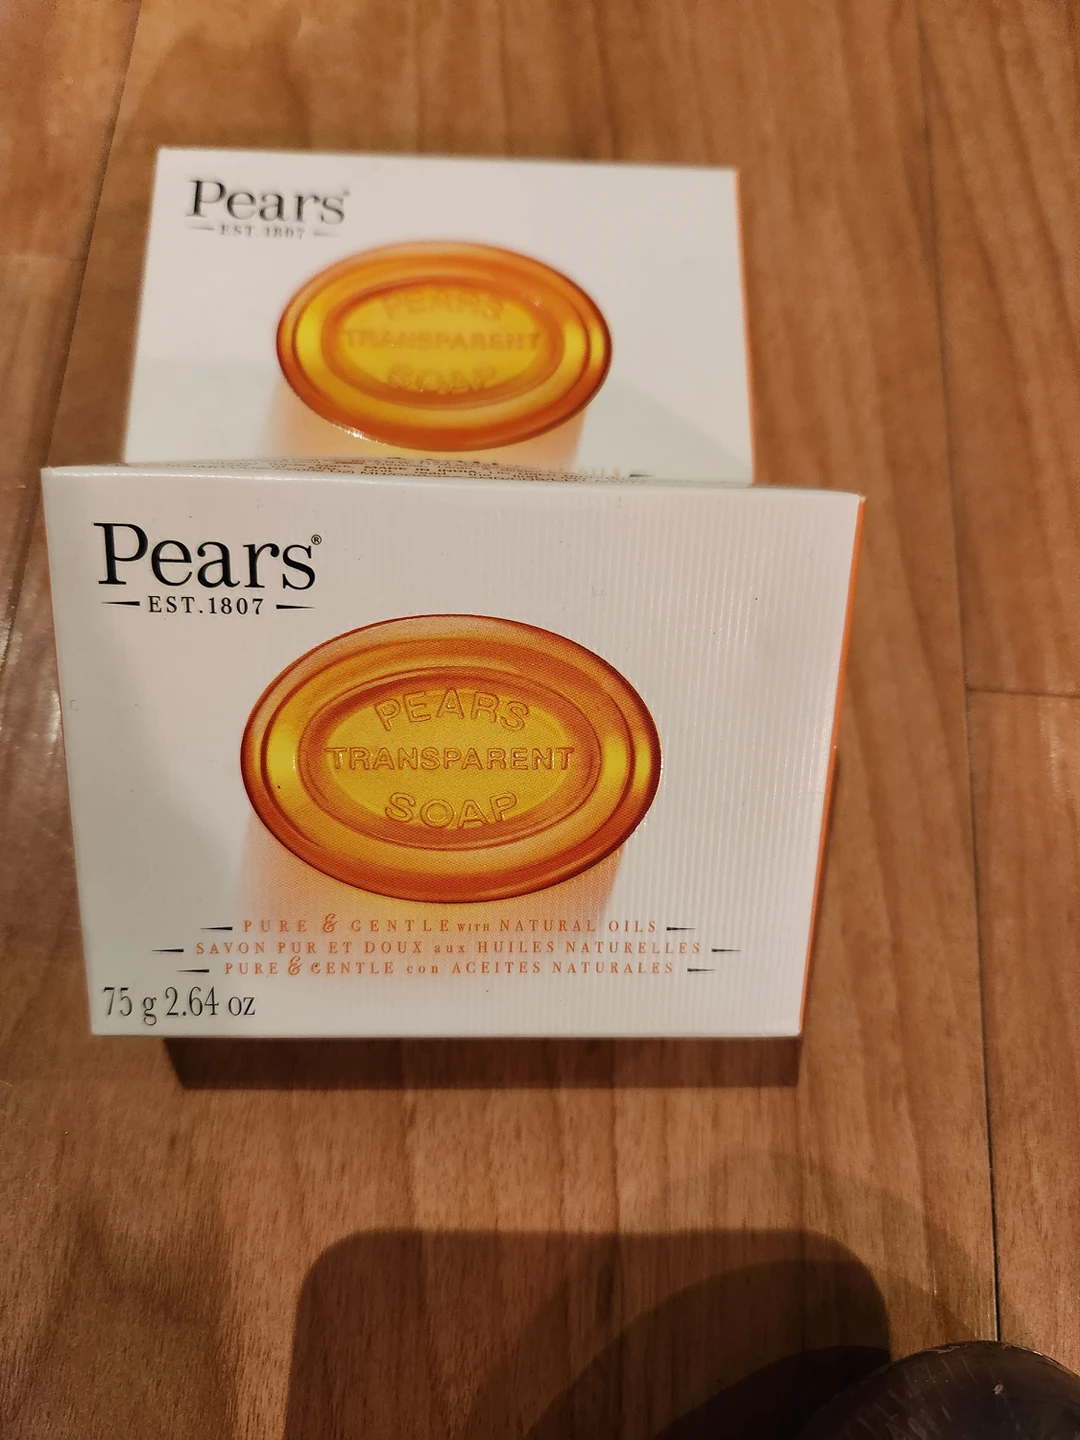 Pears
EST.1807
PEARS
TRANSPARENT
SOAP
Pears®
EST.1807
PEARS
TRANSPARENT
SOAP
PURE & GENTLE WITH NATURAL OILS
SAVON PUR ET DOUX aux HUILES NATURELLES
PURE & GENTLE con ACEITES NATURALES
75 g 2.64 oz